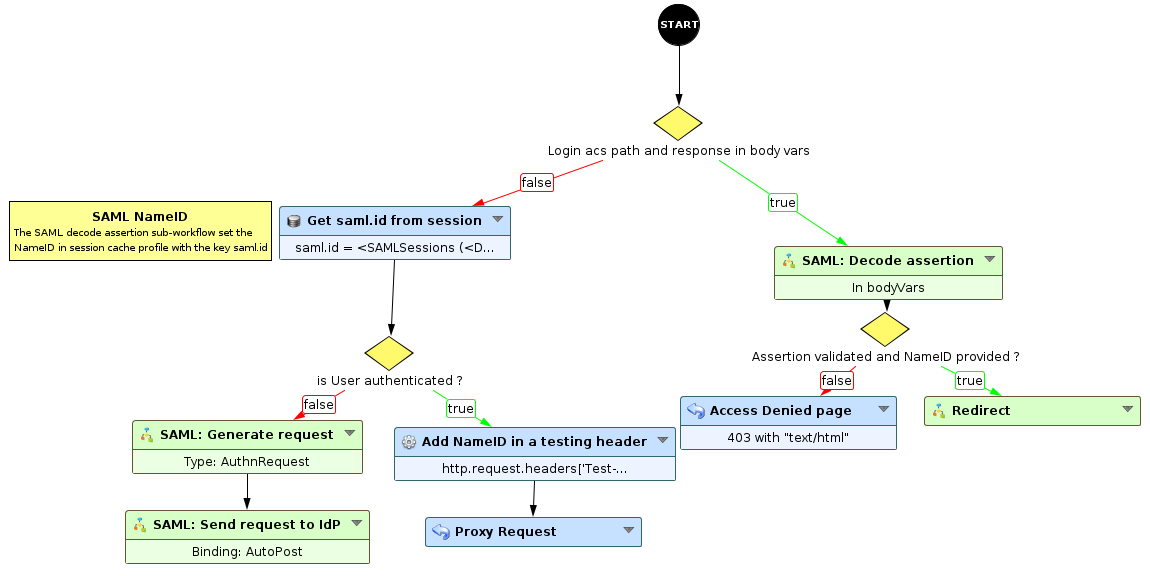 START
Login acs path and response in body vars
false
true
SAML NameID
The SAML decode assertion sub-workflow set the
NameID in session cache profile with the key saml.id
Get saml.id from session
saml.id = <SAMLSessions (<D...
SAML: Decode assertion
In bodyVars
is User authenticated ?
Assertion validated and NameID provided ?
false
true
false
true
SAML: Generate request
Type: AuthnRequest
Add NameID in a testing header
http.request.headers['Test-...
Access Denied page
403 with "text/html"
Redirect
SAML: Send request to IdP
Binding: AutoPost
Proxy Request